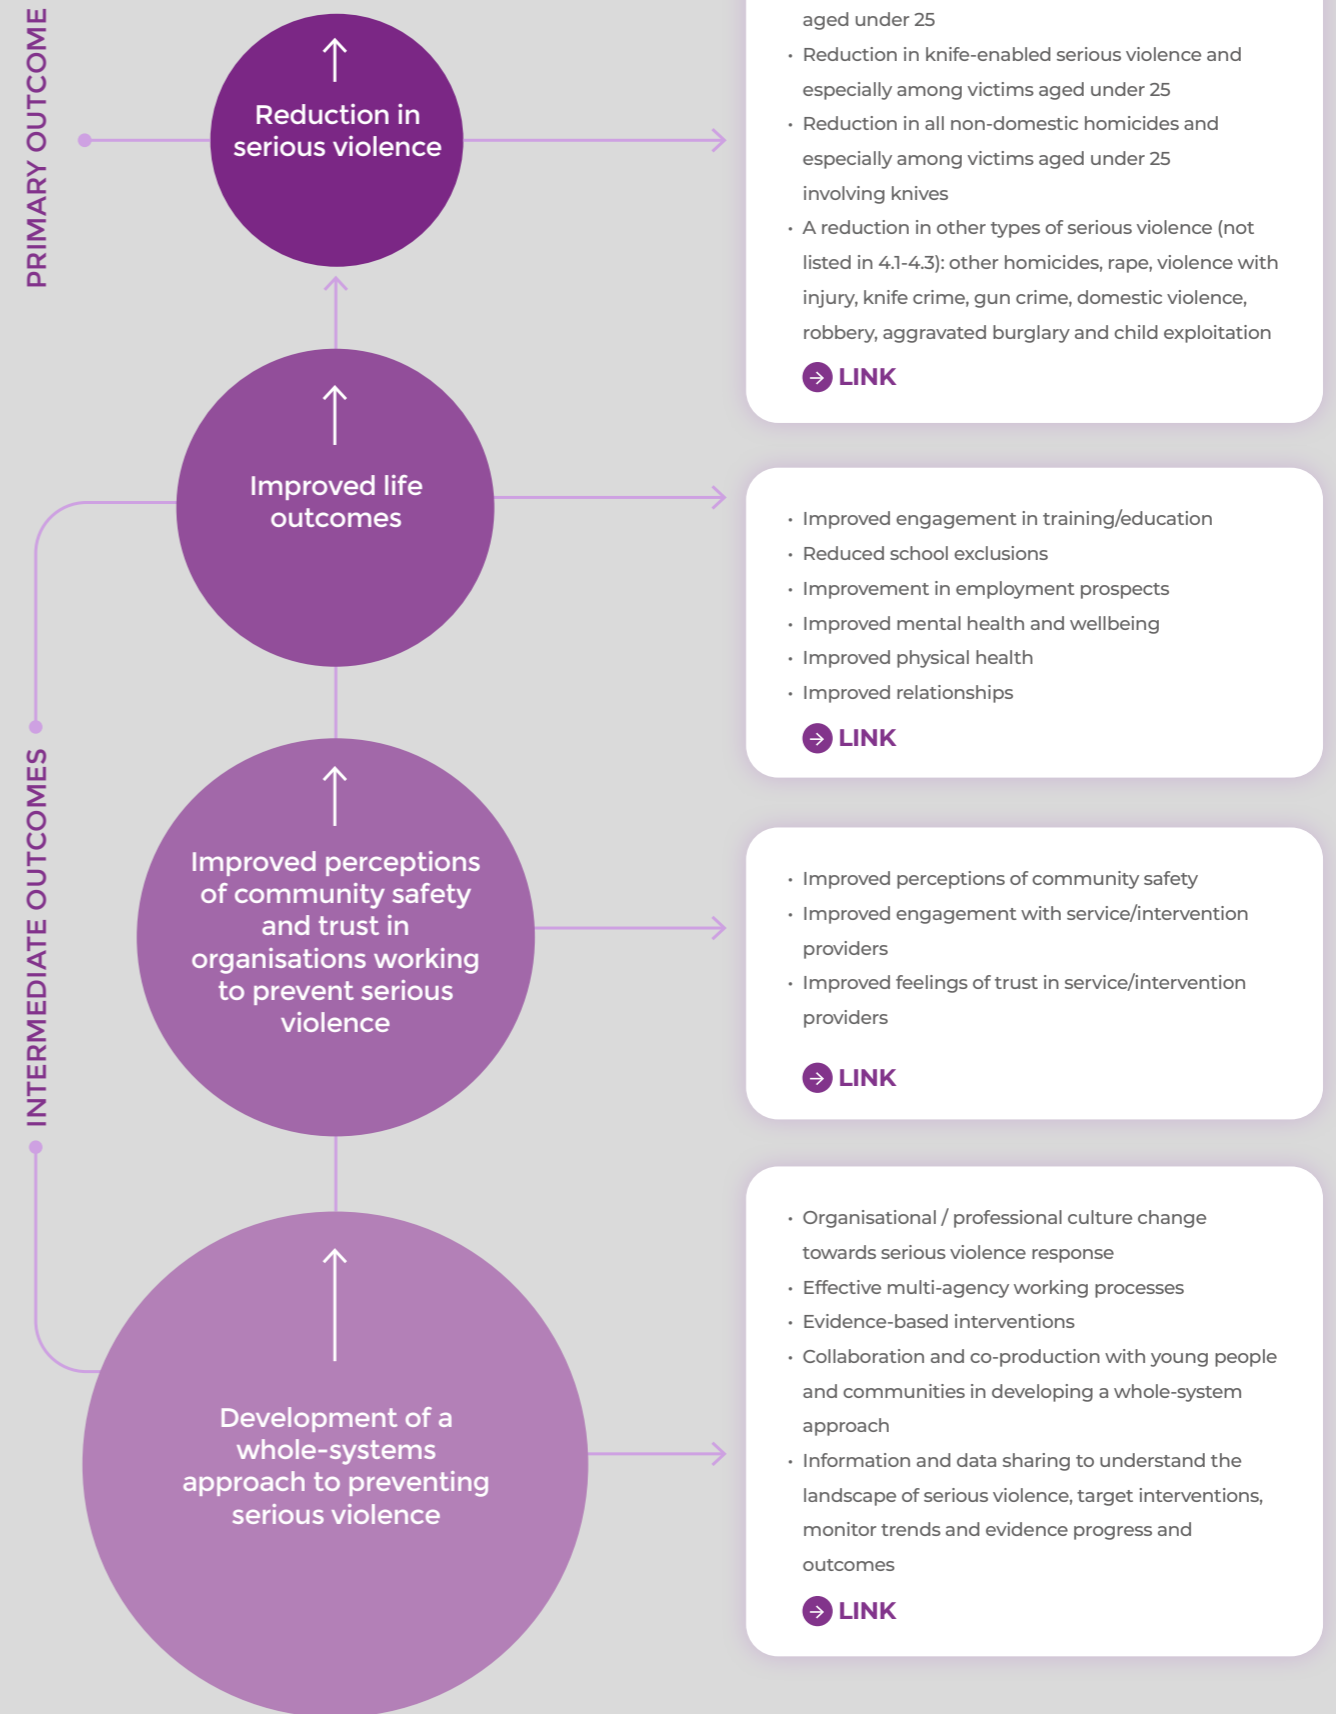 PRIMARY OUTCOME
Reduction in
serious violence
aged under 25
· Reduction in knife-enabled serious violence and
especially among victims aged under 25
· Reduction in all non-domestic homicides and
especially among victims aged under 25
involving knives
· A reduction in other types of serious violence (not
listed in 4.1-4.3): other homicides, rape, violence with
injury, knife crime, gun crime, domestic violence,
robbery, aggravated burglary and child exploitation
LINK
INTERMEDIATE OUTCOMES
Improved life
outcomes
· Improved engagement in training/education
· Reduced school exclusions
· Improvement in employment prospects
· Improved mental health and wellbeing
· Improved physical health
· Improved relationships
LINK
Improved perceptions
of community safety
and trust in
organisations working
to prevent serious
violence
· Improved perceptions of community safety
· Improved engagement with service/intervention
providers
· Improved feelings of trust in service/intervention
providers
LINK
Development of a
whole-systems
approach to preventing
serious violence
· Organisational / professional culture change
towards serious violence response
· Effective multi-agency working processes
· Evidence-based interventions
· Collaboration and co-production with young people
and communities in developing a whole-system
approach
· Information and data sharing to understand the
landscape of serious violence, target interventions,
monitor trends and evidence progress and
outcomes
LINK